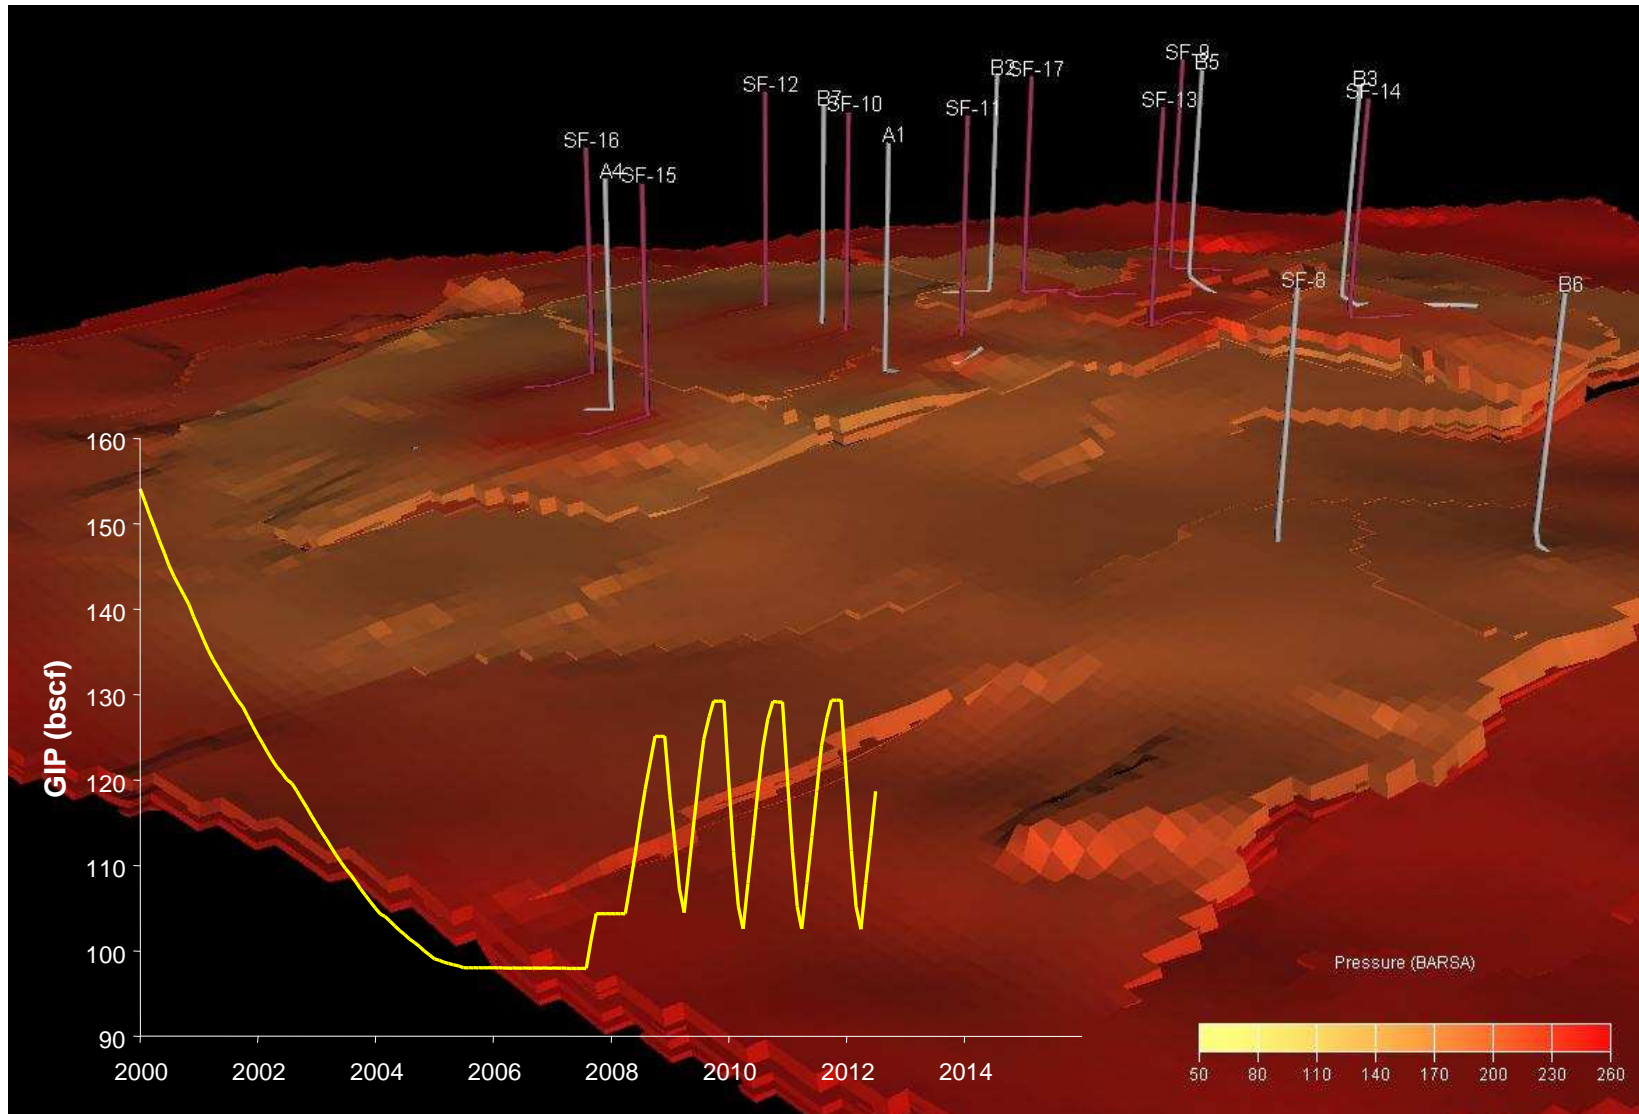 SF-9
B5
B2
SF-17
B3
SF-14
SF-12
B7
SF-10
SF-11
SF-13
A1
SF-16
A4
SF-15
SF-8
B6
160
150
140
130
120
110
100
90
GIP (bscf)
2000 2002 2004 2006 2008 2010 2012 2014
Pressure (BARSA)
50 80 110 140 170 200 230 260